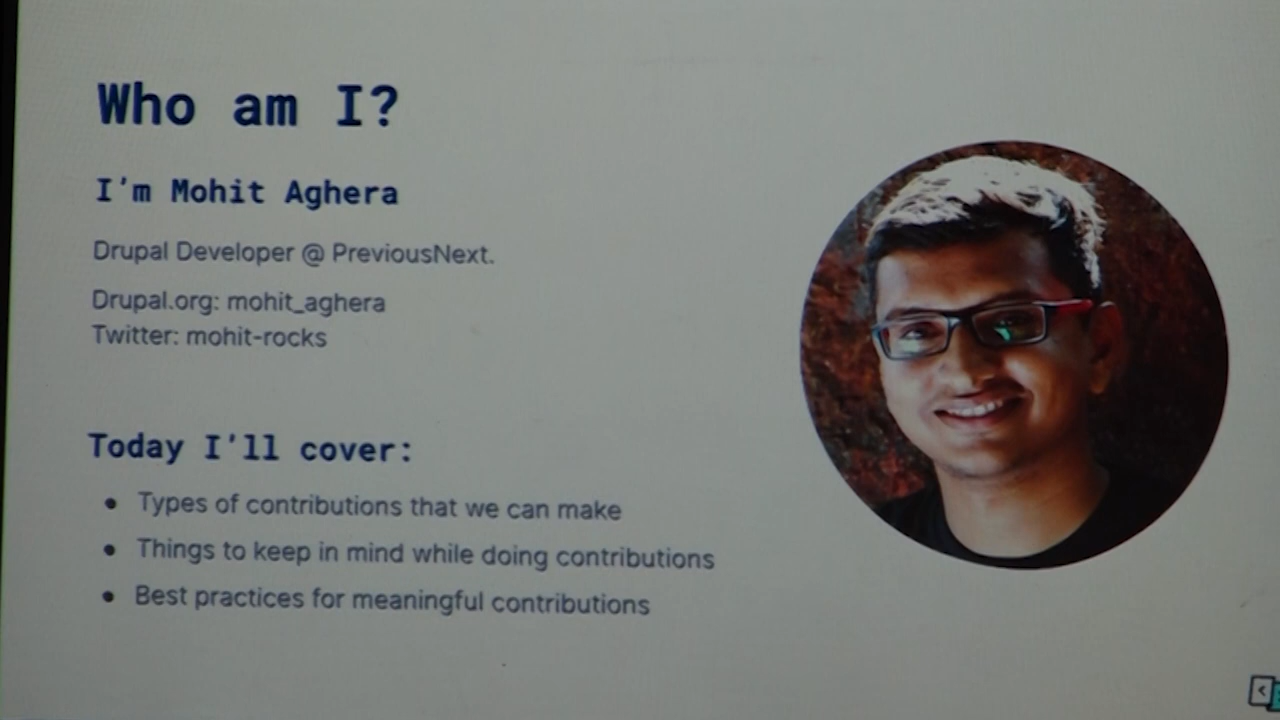 Who am I?
I'm Mohit Aghera
Drupal Developer @ PreviousNext.
Drupal.org: mohit_aghera
Twitter: mohit-rocks
Today I'll cover:
• Types of contributions that we can make
• Things to keep in mind while doing contributions
• Best practices for meaningful contributions